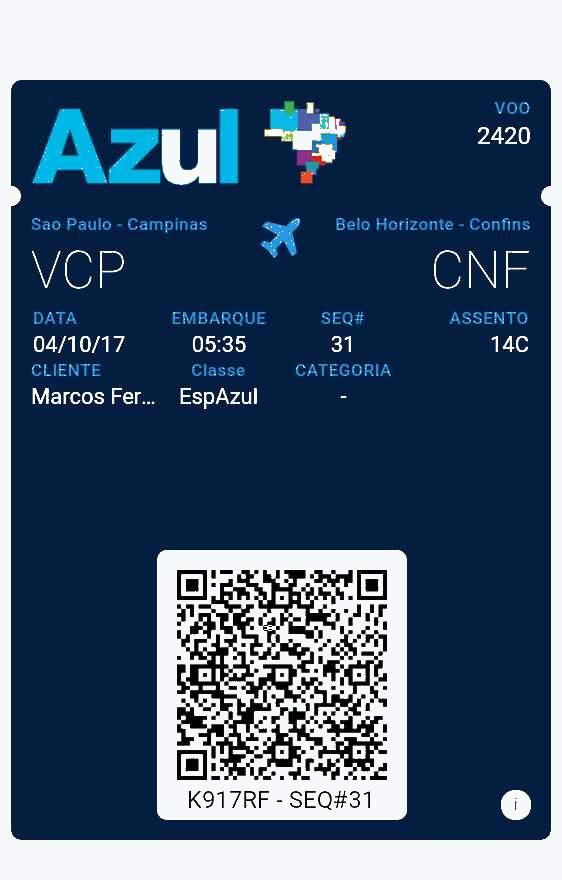 Azul
VOO
2420
Sao Paulo - Campinas
Belo Horizonte - Confins
VCP
CNF
DATA EMBARQUE SEQ# ASSENTO
04/10/17 05:35 31 14C
CLIENTE Classe CATEGORIA
Marcos Fer... EspAzul -
K917RF - SEQ#31
i